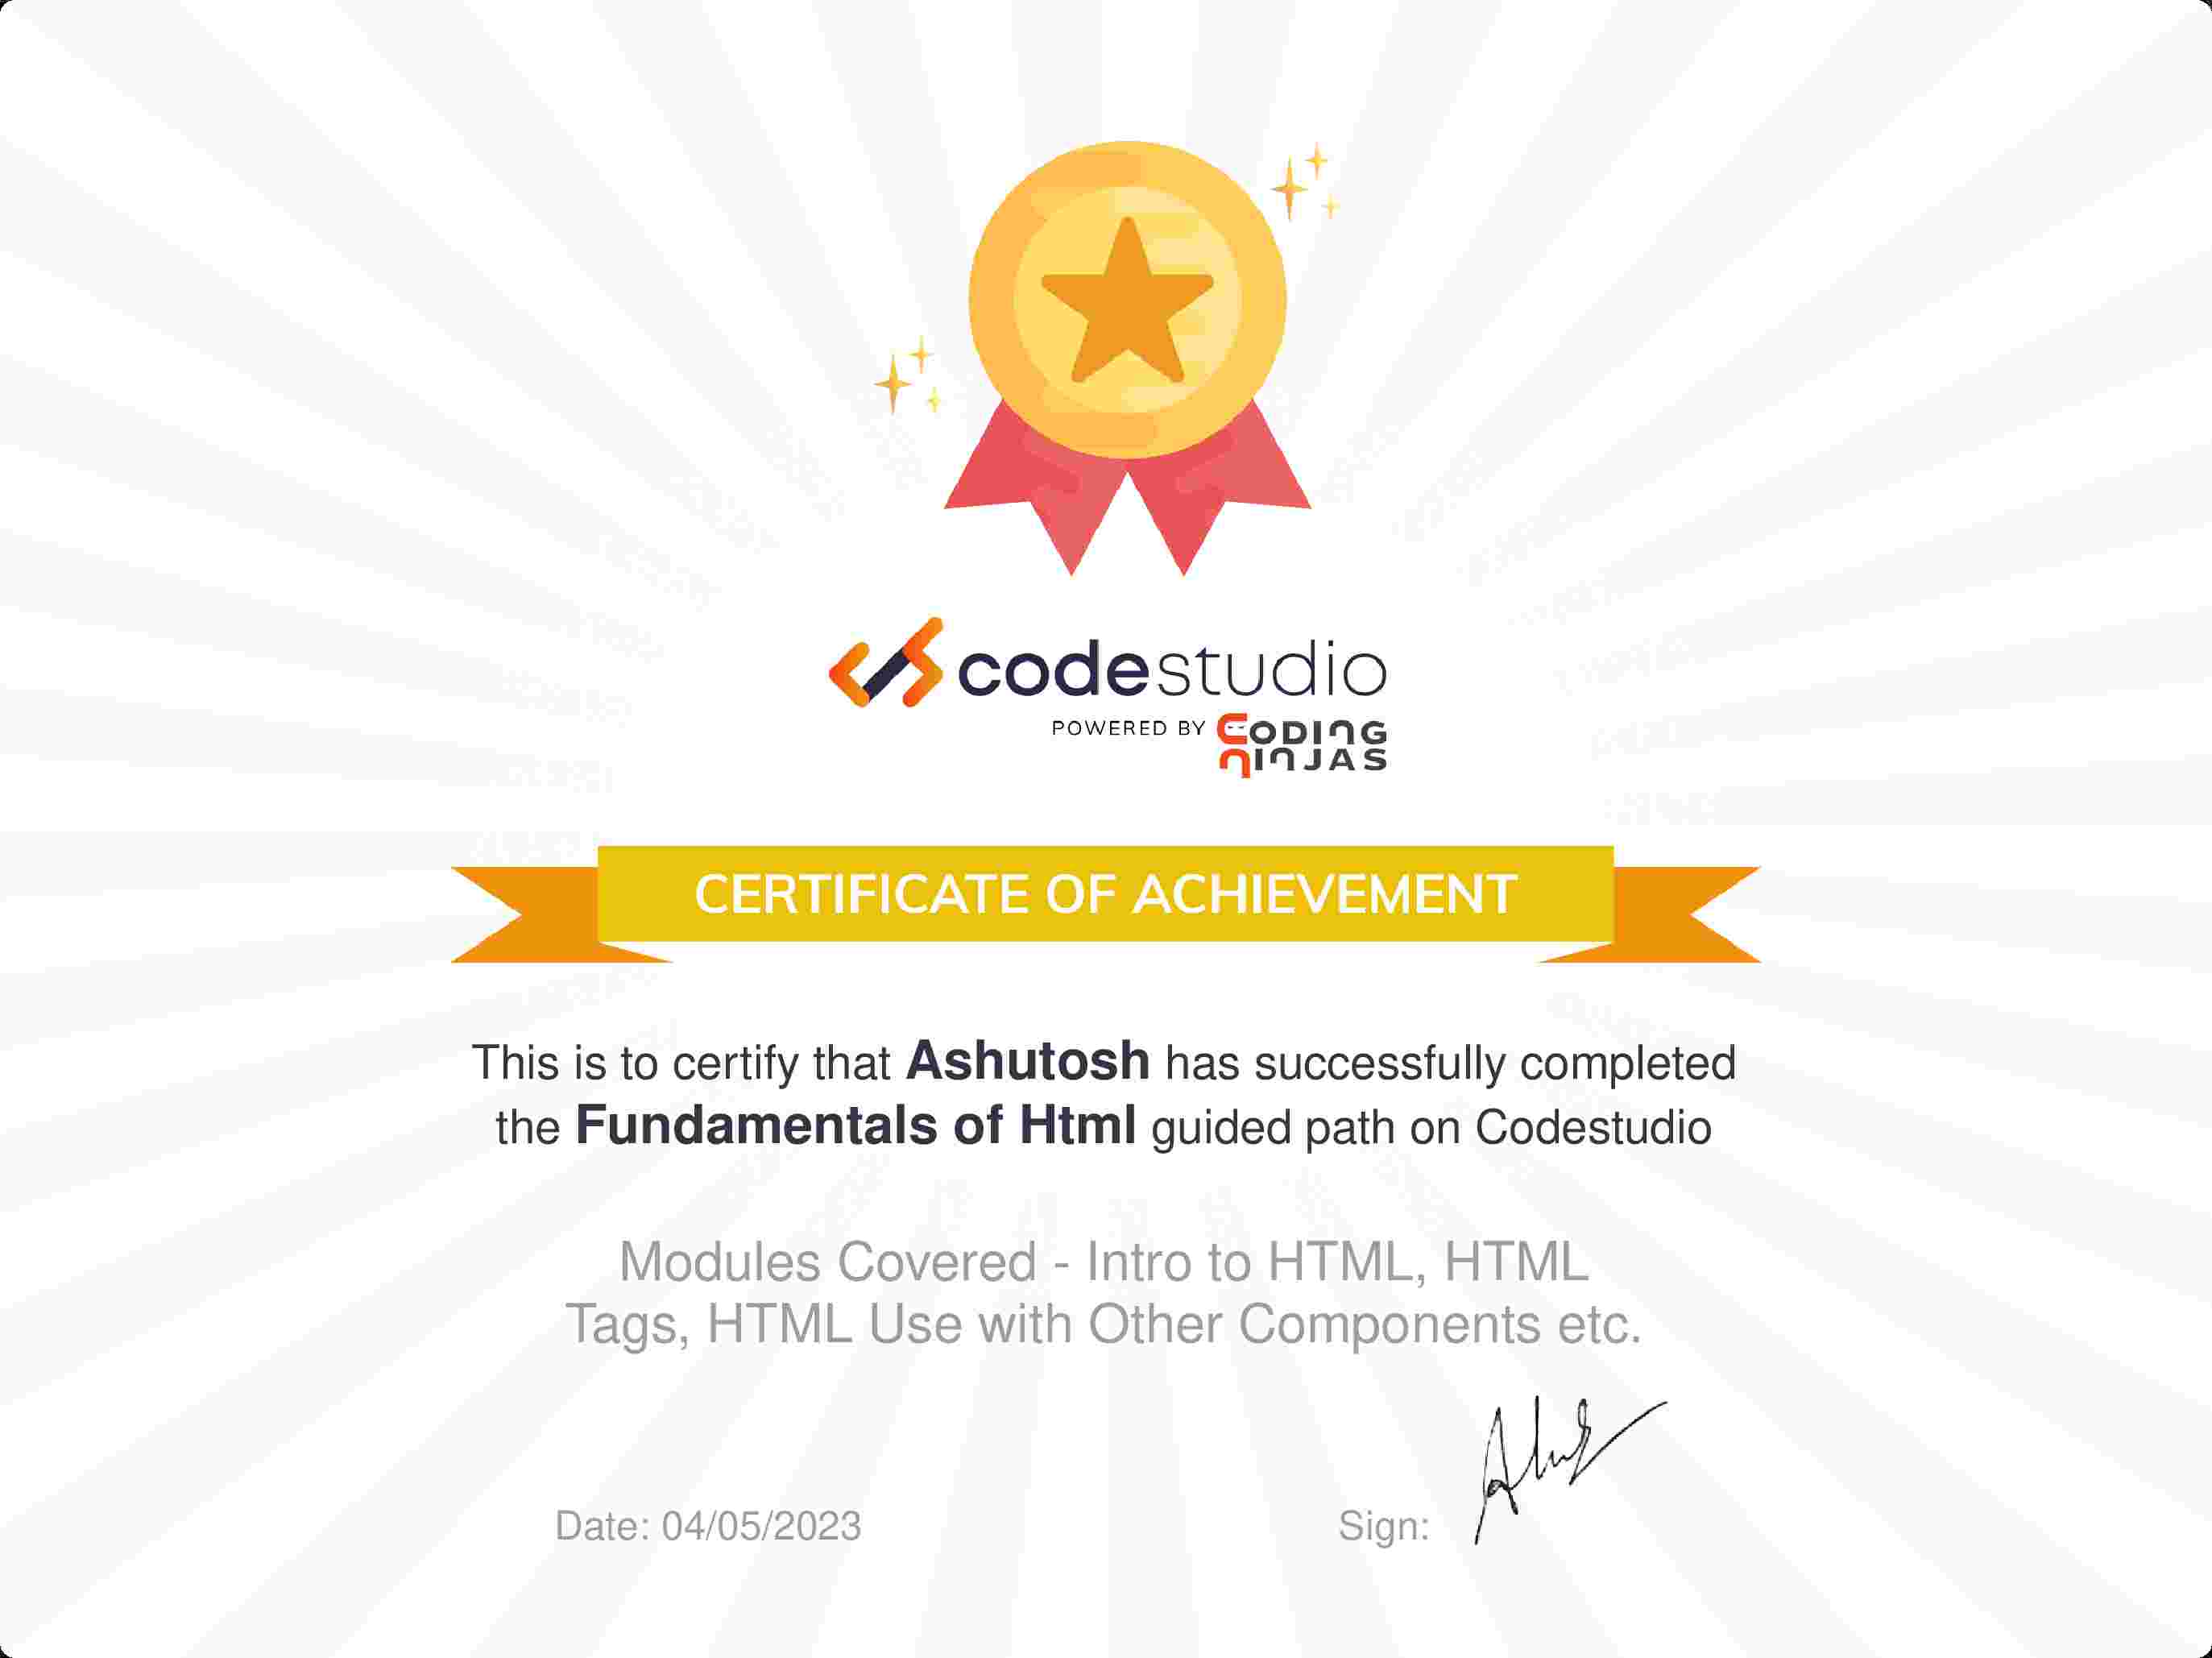 codestudio
POWERED BY CODING NINJAS
CERTIFICATE OF ACHIEVEMENT
This is to certify that Ashutosh has successfully completed
the Fundamentals of Html guided path on Codestudio
Modules Covered - Intro to HTML, HTML
Tags, HTML Use with Other Components etc.
Date: 04/05/2023 Sign: